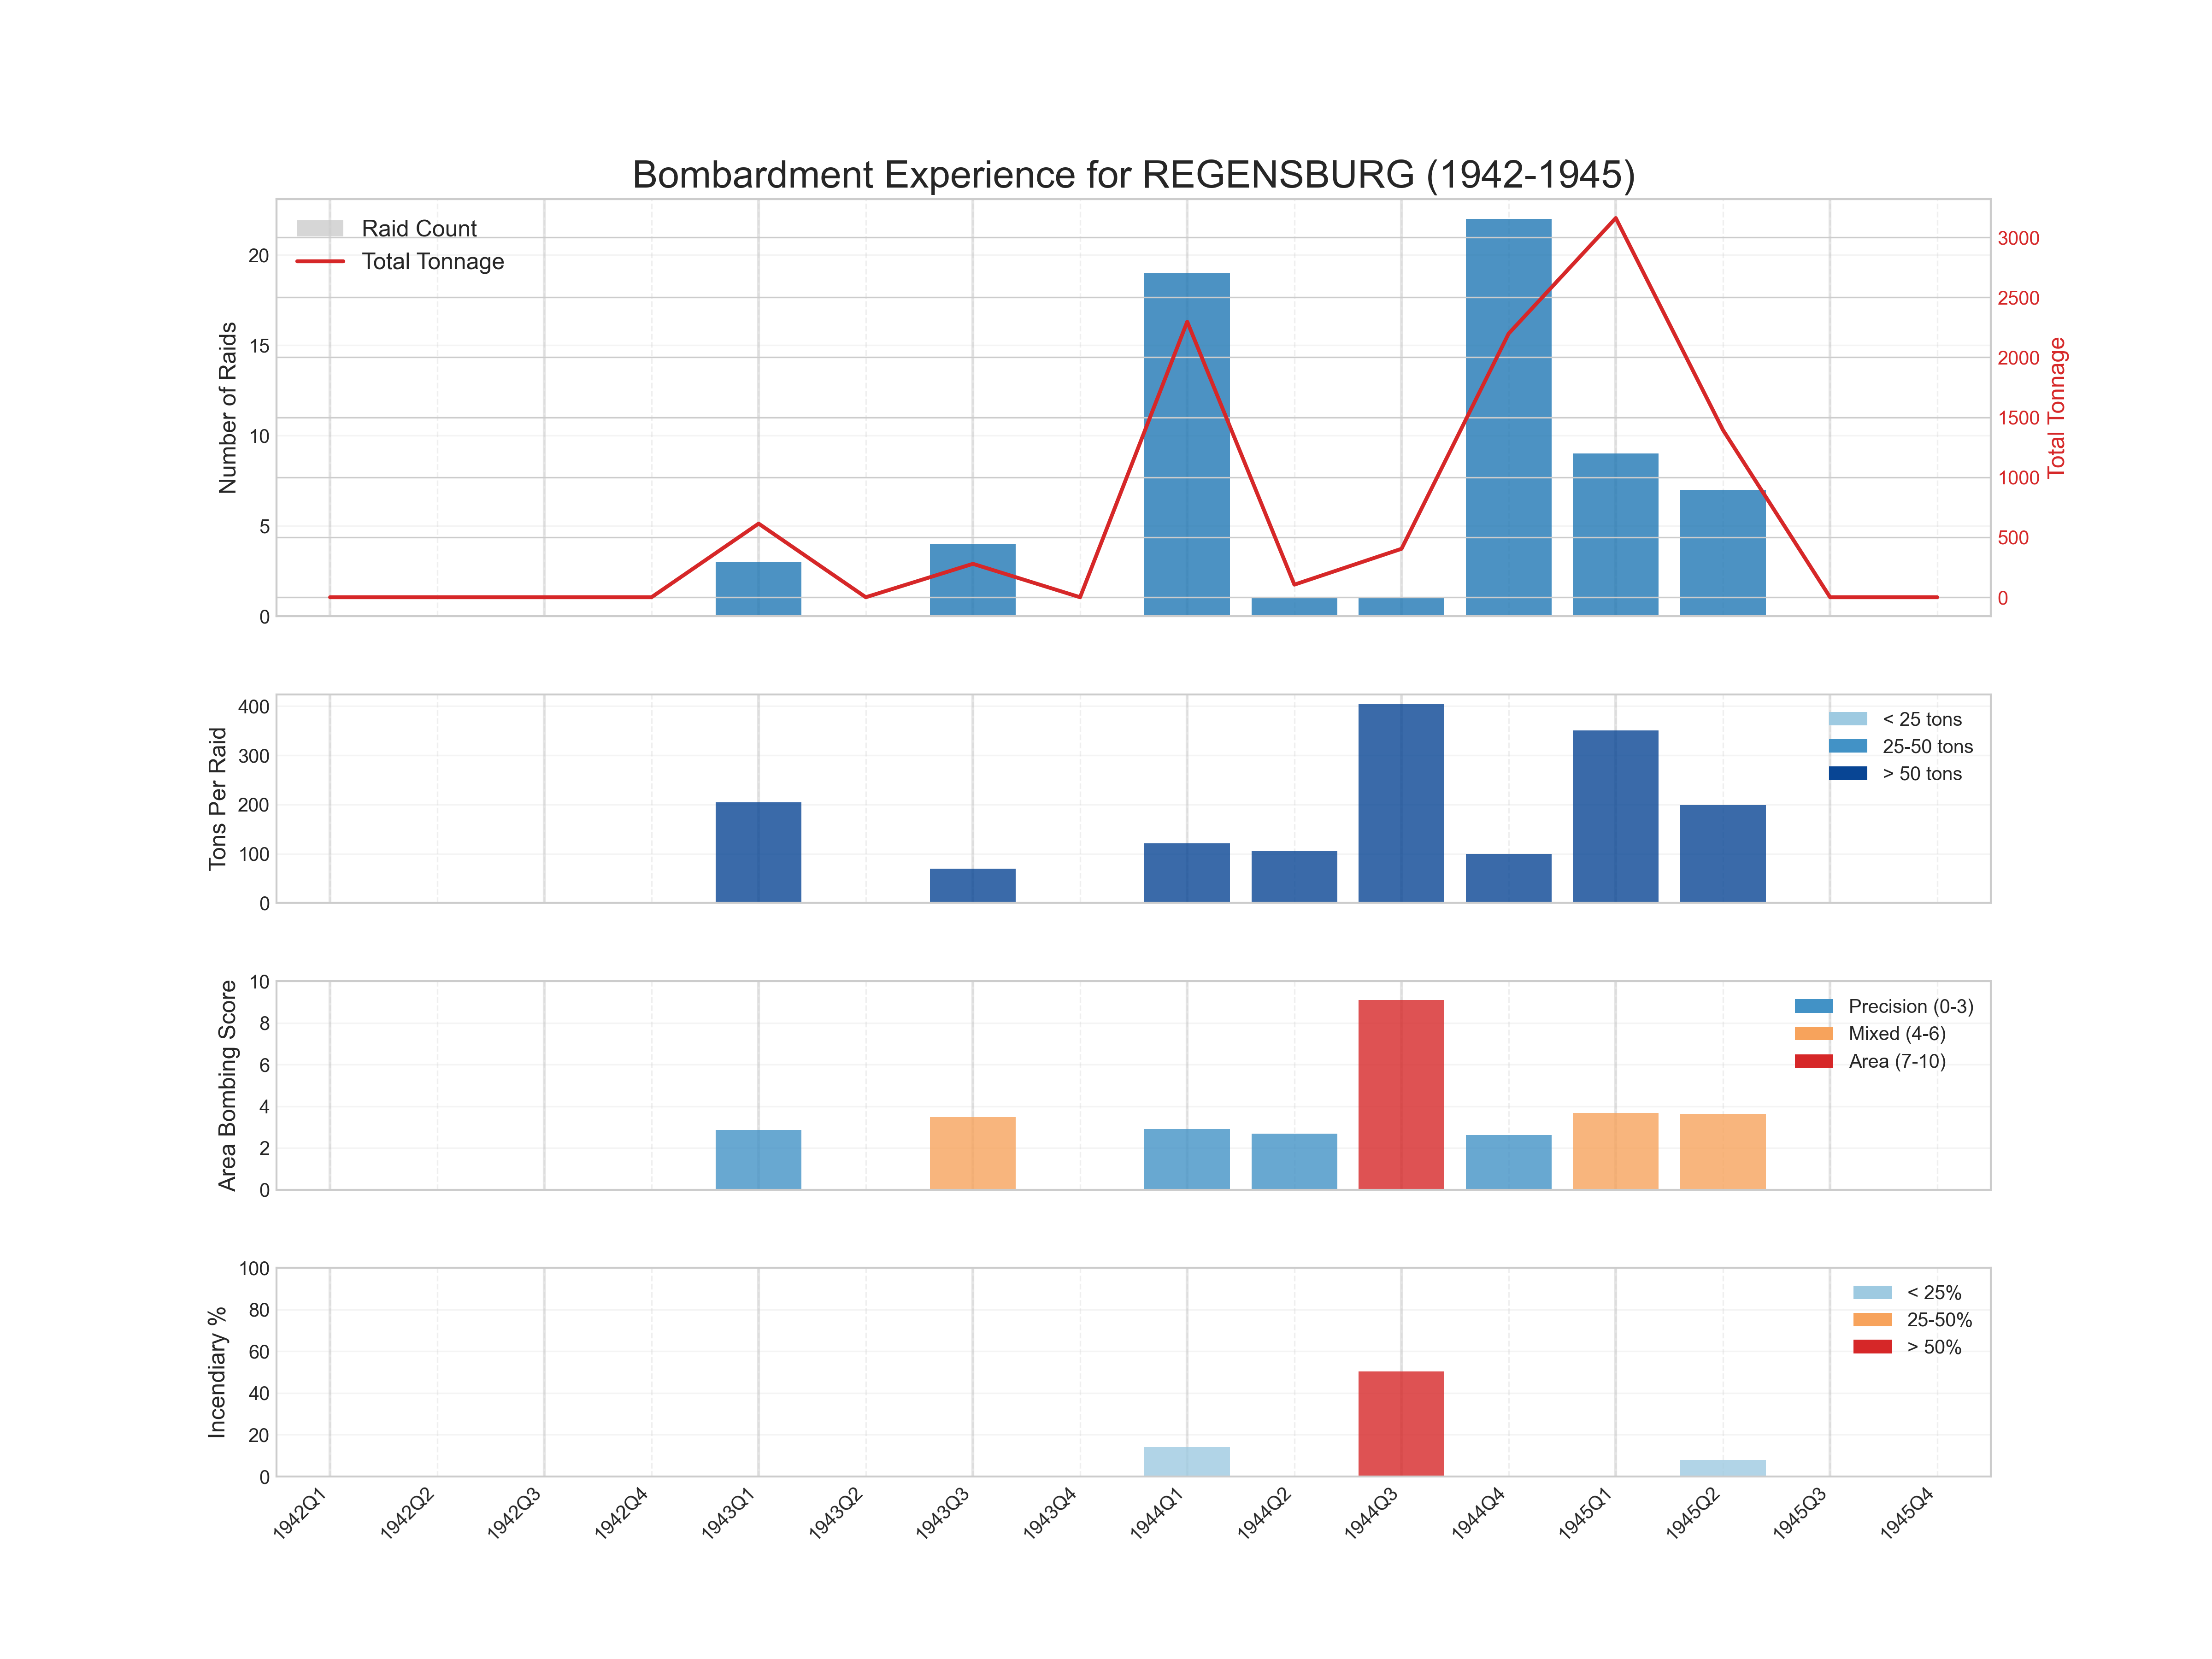 Bombardment Experience for REGENSBURG (1942-1945)
Raid Count
Total Tonnage
Number of Raids
20
15
10
5
0
3000
2500
2000
1500
1000
500
0
Total Tonnage
Tons Per Raid
400
300
200
100
0
< 25 tons
25-50 tons
> 50 tons
Area Bombing Score
10
8
6
4
2
0
Precision (0-3)
Mixed (4-6)
Area (7-10)
Incendiary %
100
80
60
40
20
0
< 25%
25-50%
> 50%
1942Q1
1942Q2
1942Q3
1942Q4
1943Q1
1943Q2
1943Q3
1943Q4
1944Q1
1944Q2
1944Q3
1944Q4
1945Q1
1945Q2
1945Q3
1945Q4